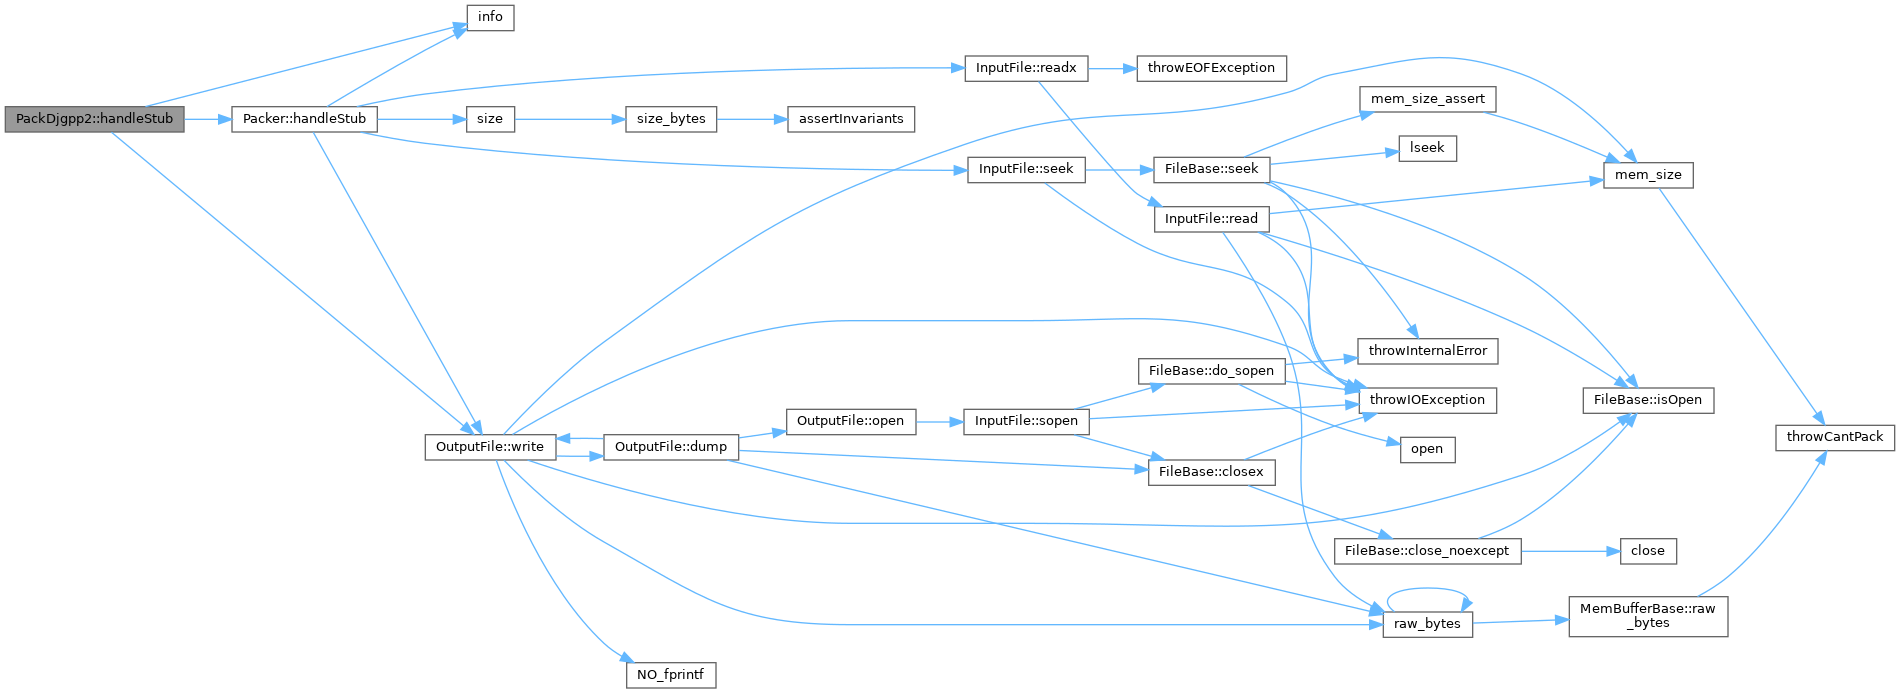 info
InputFile::readx
throwEOFException
mem_size_assert
PackDjgpp2::handleStub
Packer::handleStub
size
size_bytes
assertInvariants
lseek
InputFile::seek
FileBase::seek
mem_size
InputFile::read
throwInternalError
FileBase::do_sopen
throwIOException
FileBase::isOpen
OutputFile::open
InputFile::sopen
throwCantPack
OutputFile::write
OutputFile::dump
open
FileBase::closex
FileBase::close_noexcept
close
MemBufferBase::raw
_bytes
raw_bytes
NO_fprintf